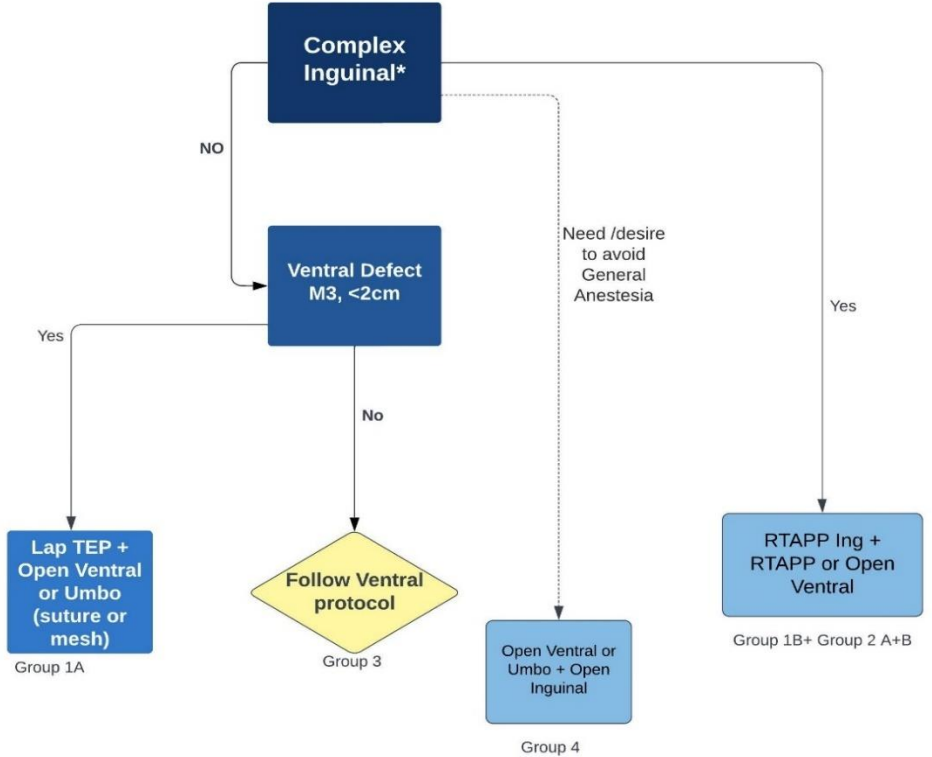 Complex
Inguinal*
NO
Need /desire
to avoid
General
Anestesia
Yes
Ventral Defect
M3, <2cm
Yes
No
Lap TEP +
Open Ventral
or Umbo
(suture or
mesh)
Group 1A
Follow Ventral
protocol
Group 3
Open Ventral or
Umbo + Open
Inguinal
Group 4
RTAPP Ing +
RTAPP or Open
Ventral
Group 1B+ Group 2 A+B